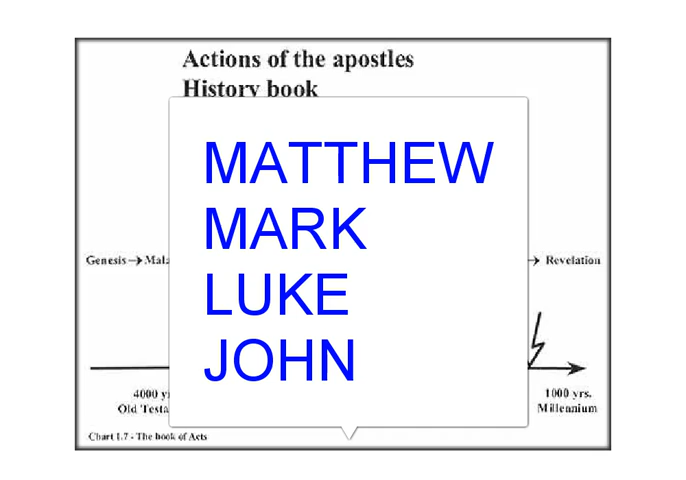 Actions of the apostles
History book
MATTHEW
MARK
LUKE
JOHN
Genesis → Mala
→ Revelation
4000 y
Old Testa
1000 yrs.
Millennium
Chart 1.7 - The book of Acts